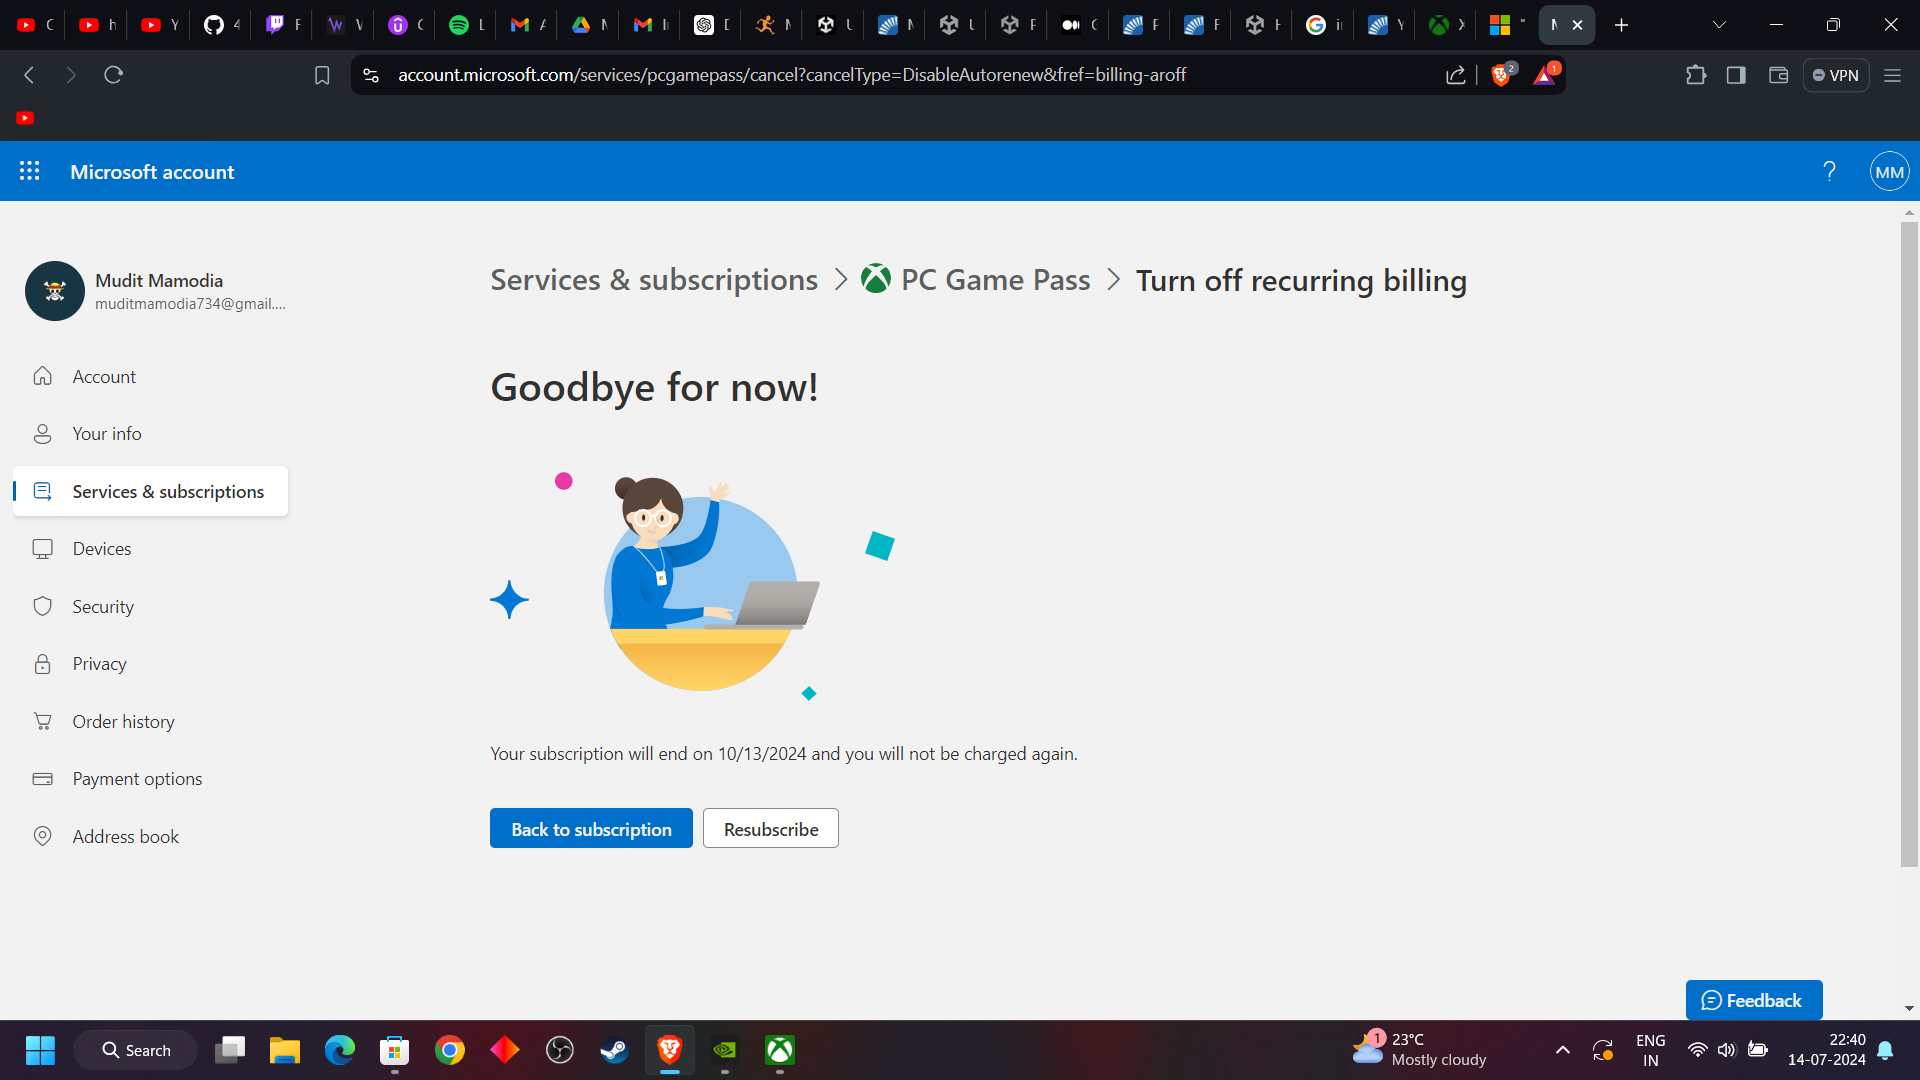 account.microsoft.com/services/pcgamepass/cancel?cancelType=DisableAutorenew&fref=billing-aroff
2
1
VPN
Microsoft account
?
MM
Mudit Mamodia
muditmamodia734@gmail....
Services & subscriptions > PC Game Pass > Turn off recurring billing
Account
Your info
Services & subscriptions
Devices
Security
Privacy
Order history
Payment options
Address book
Goodbye for now!
Your subscription will end on 10/13/2024 and you will not be charged again.
Back to subscription
Resubscribe
Feedback
Search
1
23°C
Mostly cloudy
ENG
IN
22:40
14-07-2024